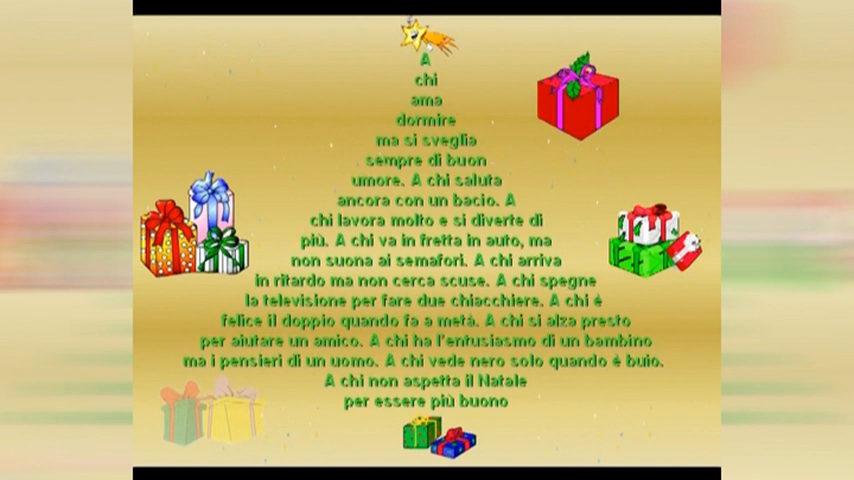 A
chi
ama
dormire
ma si sveglia
sempre di buon
umore. A chi saluta
ancora con un bacio. A
chi lavora molto e si diverte di
più. A chi va in fretta in auto, ma
non suona ai semafori. A chi arriva
in ritardo ma non cerca scuse. A chi spegne
la televisione per fare due chiacchiere. A chi é
felice il doppio quando fa a metá. A chi si alza presto
per aiutare un amico. A chi ha l'entusiasmo di un bambino
ma i pensieri di un uomo. A chi vede nero solo quando é buio.
A chi non aspetta il Natale
per essere più buono